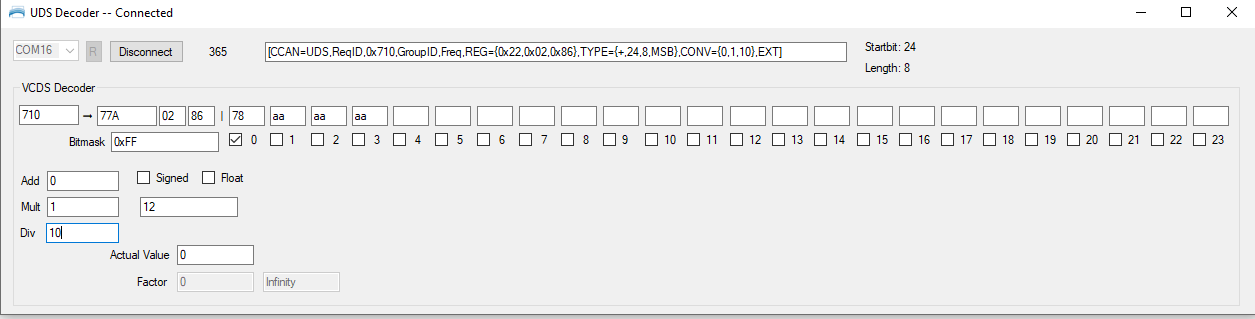 UDS Decoder -- Connected
COM16 R Disconnect 365 [CCAN=UDS,ReqID,0x710,GroupID,Freq,REG={0x22,0x02,0x86},TYPE={+,24,8,MSB},CONV={0,1,10},EXT] Startbit: 24
Length: 8
VCDS Decoder
710 → 77A 02 86 | 78 aa aa aa
Bitmask 0xFF 0 1 2 3 4 5 6 7 8 9 10 11 12 13 14 15 16 17 18 19 20 21 22 23
Add 0 Signed Float
Mult 1 12
Div 10
Actual Value 0
Factor 0 Infinity